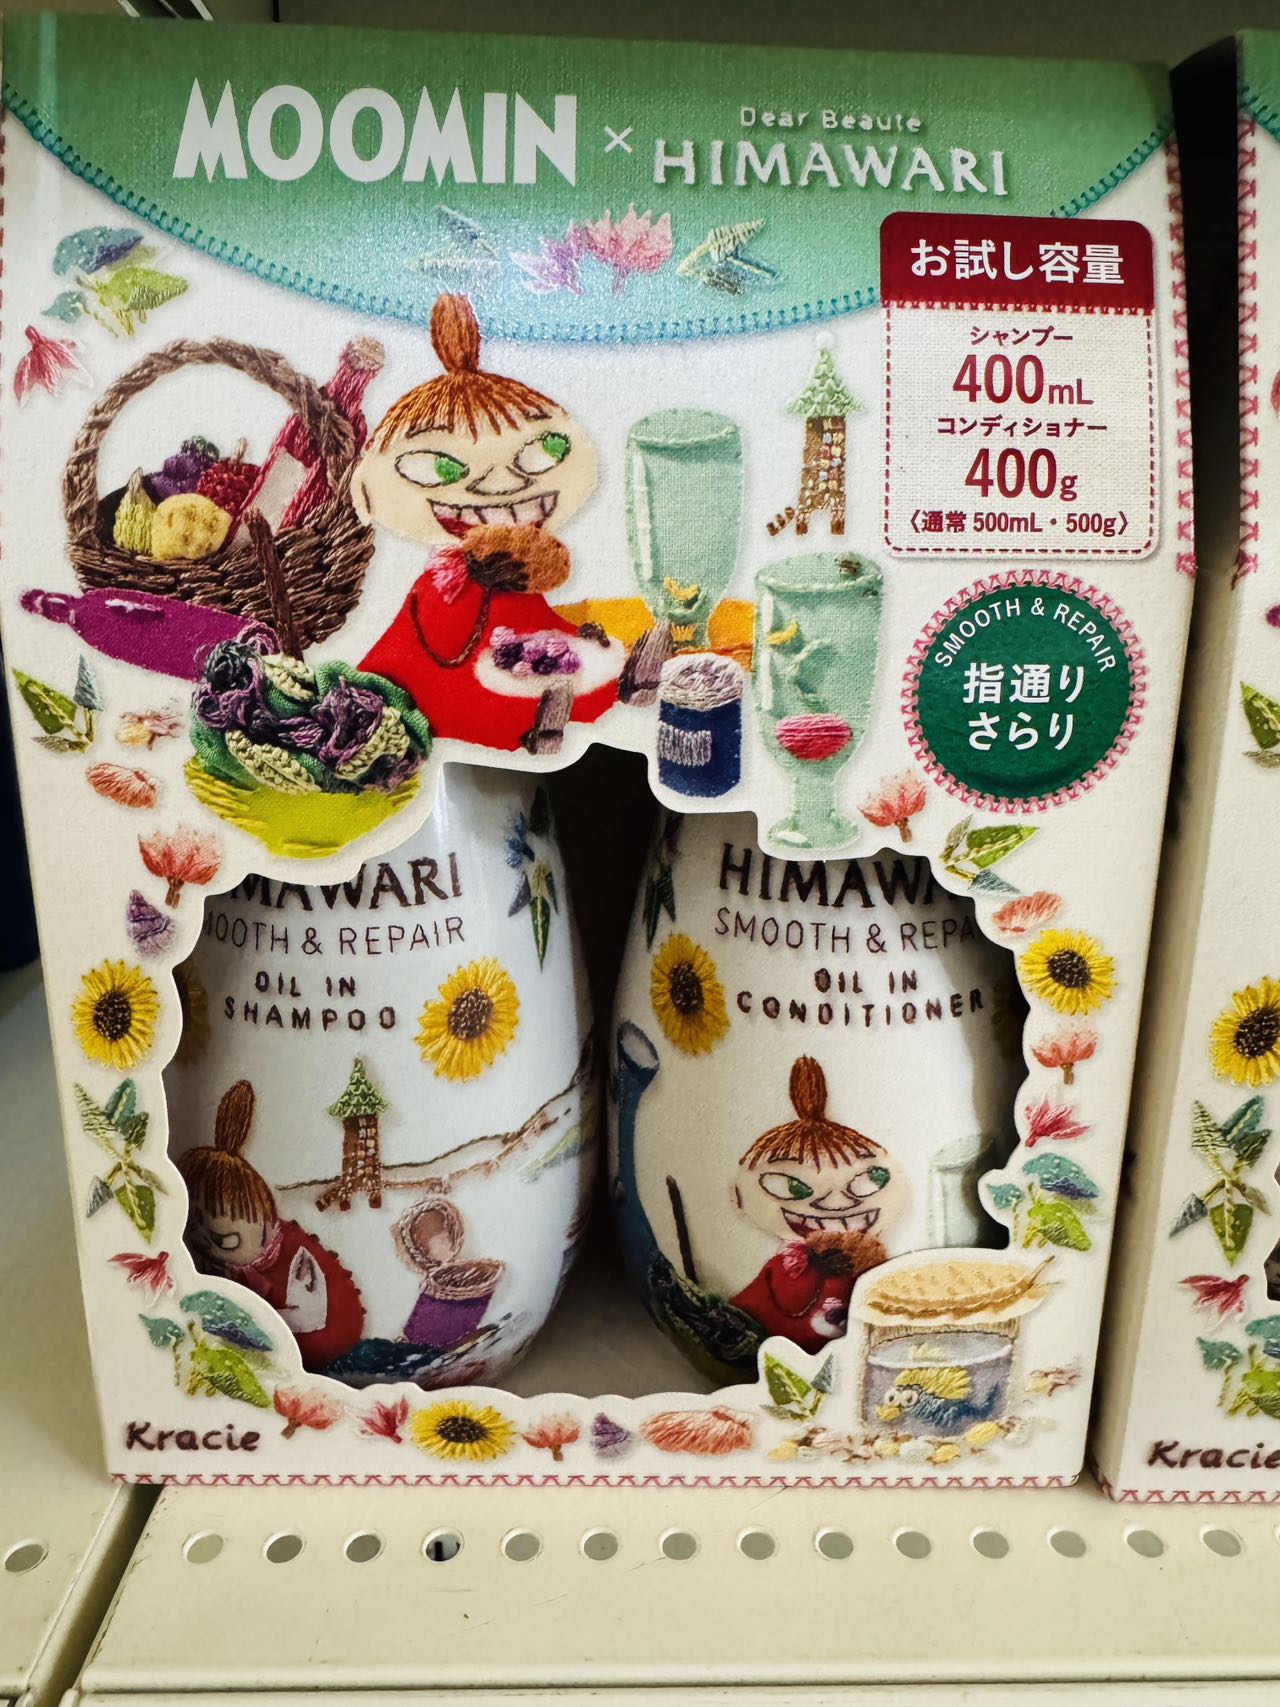 MOOMIN × Dear Beaute HIMAWARI
お試し容量
シャンプー
400mL
コンディショナー
400g
〈通常 500mL・500g〉
SMOOTH & REPAIR
指通り
さらり
HIMAWARI
SMOOTH & REPAIR
OIL IN
SHAMPOO
HIMAWA
SMOOTH & REPA
OIL IN
CONDITIONER
Kracie
Kracie